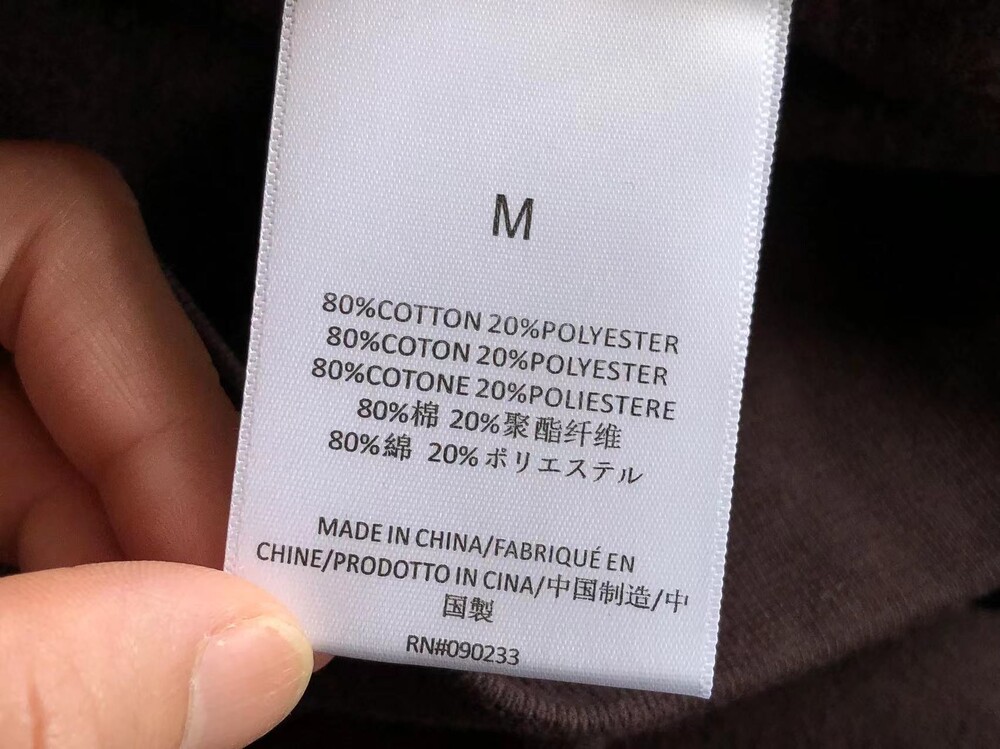 M
80%COTTON 20%POLYESTER
80%COTON 20%POLYESTER
80%COTONE 20%POLIESTERE
80%棉 20%聚酯纤维
80%綿 20%ポリエステル
MADE IN CHINA/FABRIQUÉ EN
CHINE/PRODOTTO IN CINA/中国制造/中
国製
RN#090233